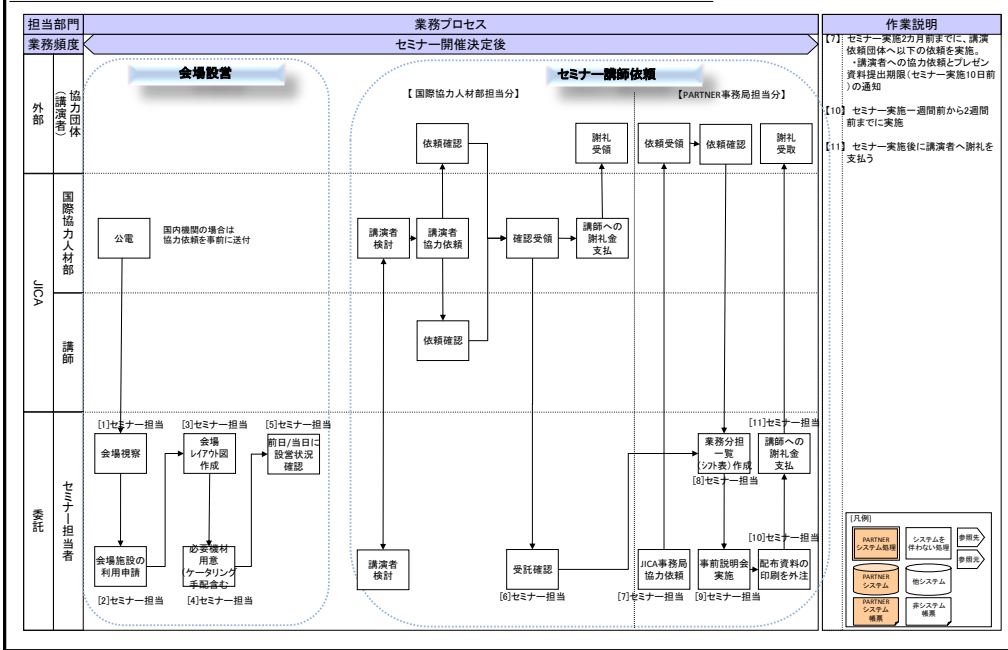 担当部門
業務プロセス
作業説明
業務頻度
セミナー開催決定後
会場設営
セミナー講師依頼
外部
協力団体
(講演者)
JICA
国際協力人材部
講師
委託
セミナー担当者
【 国際協力人材部担当分】
【PARTNER事務局担当分】
依頼確認
謝礼
受領
依頼受領
依頼確認
謝礼
受取
公電
国内機関の場合は
協力依頼を事前に送付
講演者
検討
講演者
協力依頼
確認受領
講師への
謝礼金
支払
依頼確認
[1]セミナー担当
会場視察
[3]セミナー担当
会場
レイアウト図
作成
[5]セミナー担当
前日/当日に
設営状況
確認
業務分担
一覧
(シフト表)作成
[8]セミナー担当
[11]セミナー担当
講師への
謝礼金
支払
会場施設の
利用申請
[2]セミナー担当
必要機材
用意
(ケータリング
手配含む)
[4]セミナー担当
講演者
検討
受託確認
[6]セミナー担当
JICA事務局
協力依頼
[7]セミナー担当
事前説明会
実施
[9]セミナー担当
[10]セミナー担当
配布資料の
印刷を外注
【7】 セミナー実施2カ月前までに、講演
依頼団体へ以下の依頼を実施。
・講演者への協力依頼とプレゼン
資料提出期限(セミナー実施10日前
)の通知
【10】 セミナー実施一週間前から2週間
前までに実施
【11】 セミナー実施後に講演者へ謝礼を
支払う
[凡例]
PARTNER
システム処理
システムを
伴わない処理
参照先
参照元
PARTNER
システム
他システム
PARTNER
システム
帳票
非システム
帳票